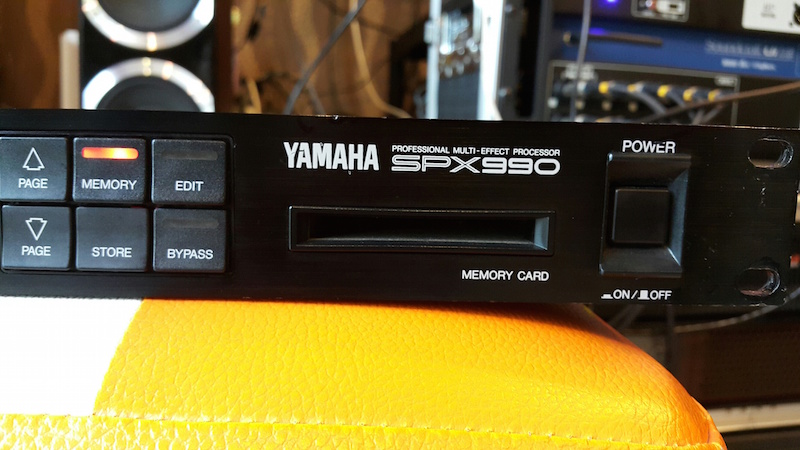 PAGE
MEMORY
EDIT
PAGE
STORE
BYPASS
YAMAHA
PROFESSIONAL MULTI-EFFECT PROCESSOR
SPX990
MEMORY CARD
POWER
ON/ OFF